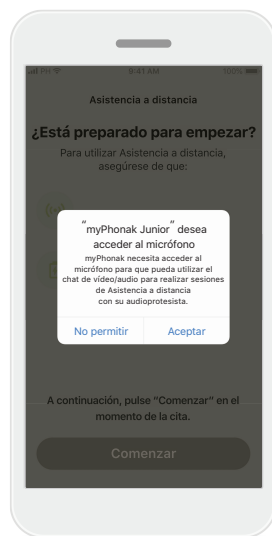 PH 9:41 AM 100%
Asistencia a distancia
¿Está preparado para empezar?
Para utilizar Asistencia a distancia,
asegúrese de que:
"myPhonak Junior" desea
acceder al micrófono
myPhonak necesita acceder al
micrófono para que pueda utilizar el
chat de vídeo/audio para realizar sesiones
de Asistencia a distancia
con su audioprotesista.
No permitir Aceptar
A continuación, pulse "Comenzar" en el
momento de la cita.
Comenzar